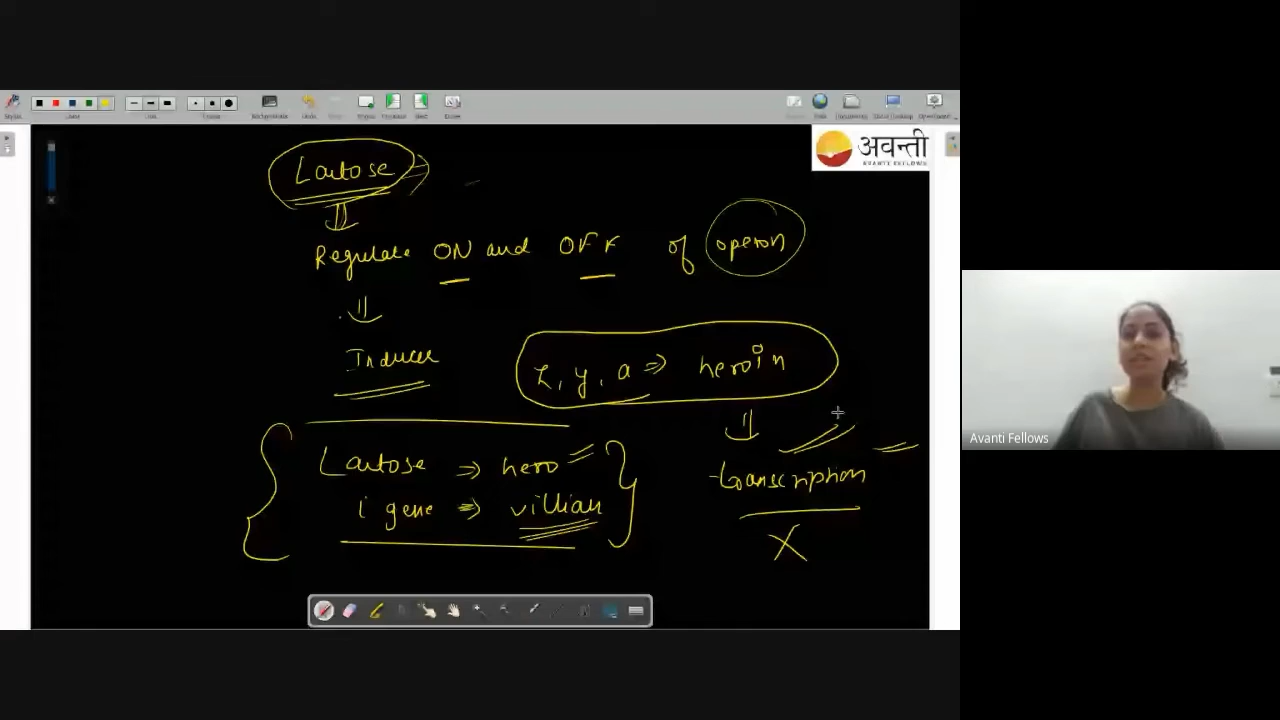 अवन्ती
AVANTI FELLOWS
Lactose ⇒
Regulate ON and OFF of operon
Inducer
z, y, a ⇒ heroin
Lactose ⇒ hero
transcription
i gene ⇒ villian
X
Avanti Fellows